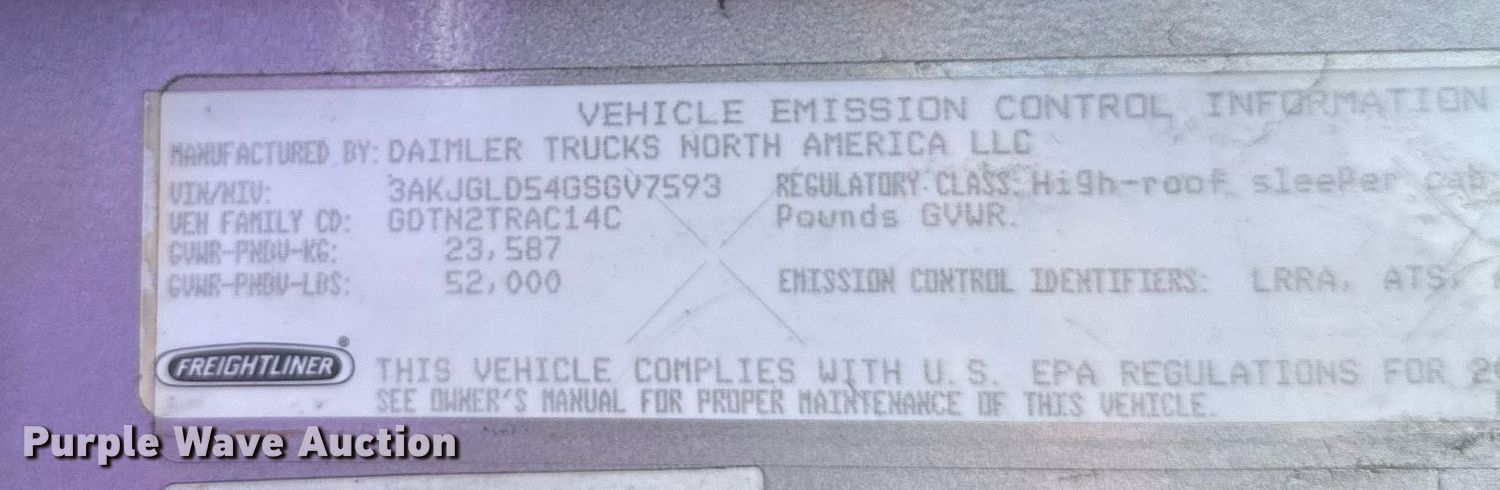 VEHICLE EMISSION CONTROL INFORMATION
MANUFACTURED BY: DAIMLER TRUCKS NORTH AMERICA LLC
VIN/NIV: 3AKJGLD54GSGV7593 REGULATORY CLASS: High-roof sleeper cab
VEH FAMILY CD: GDTN2TRAC14C Pounds GVWR.
GVWR-PNDV-KG: 23,587
GVWR-PNDV-LBS: 52,000 EMISSION CONTROL IDENTIFIERS: LRRA, ATS,
FREIGHTLINER®
THIS VEHICLE COMPLIES WITH U.S. EPA REGULATIONS FOR
SEE OWNER'S MANUAL FOR PROPER MAINTENANCE OF THIS VEHICLE.
Purple Wave Auction